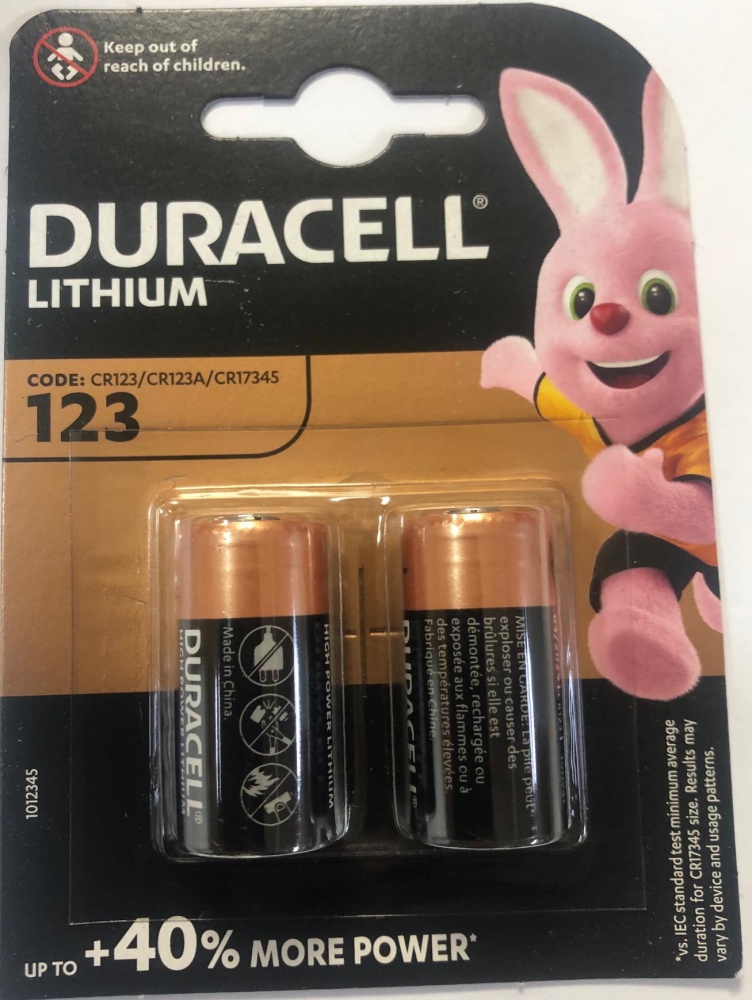 Keep out of
reach of children.
DURACELL®
LITHIUM
CODE: CR123/CR123A/CR17345
123
HIGH POWER LITHIUM
Made in China.
DURACELL®
HIGH POWER LITHIUM
MISE EN GARDE: La pile peut
exploser ou causer des
brûlures si elle est
démontée, rechargée ou
exposée aux flammes ou à
des températures élevées
Fabriqué en Chine.
DURACELL®
1012345
UP TO +40% MORE POWER*
*vs. IEC standard test minimum average
duration for CR17345 size. Results may
vary by device and usage patterns.